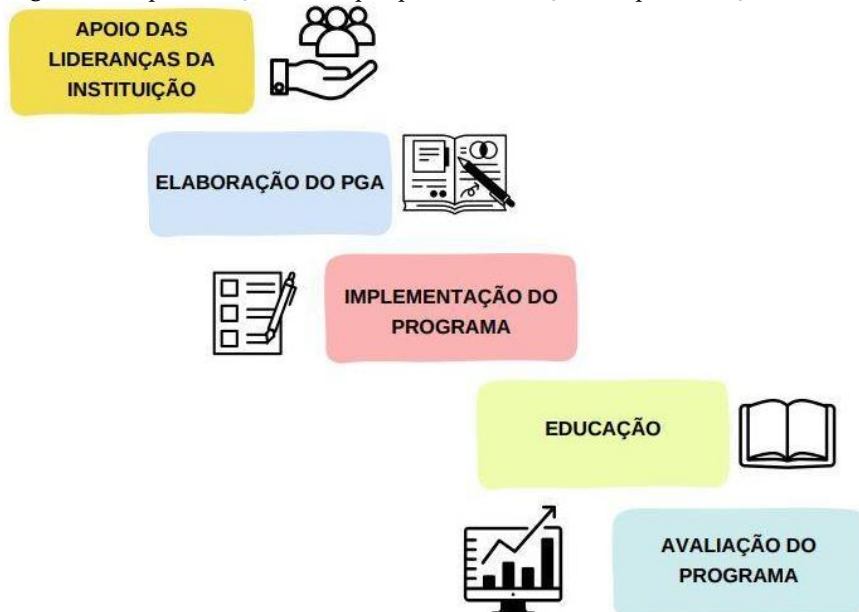 APOIO DAS
LIDERANÇAS DA
INSTITUIÇÃO
ELABORAÇÃO DO PGA
IMPLEMENTAÇÃO DO
PROGRAMA
EDUCAÇÃO
AVALIAÇÃO DO
PROGRAMA